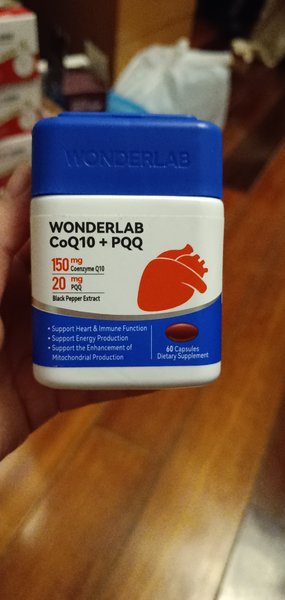 WONDERLAB
WONDERLAB
CoQ10 + PQQ
150 mg Coenzyme Q10
20 mg PQQ
Black Pepper Extract
• Support Heart & Immune Function
• Support Energy Production
• Support the Enhancement of
Mitochondrial Production
60 Capsules
Dietary Supplement